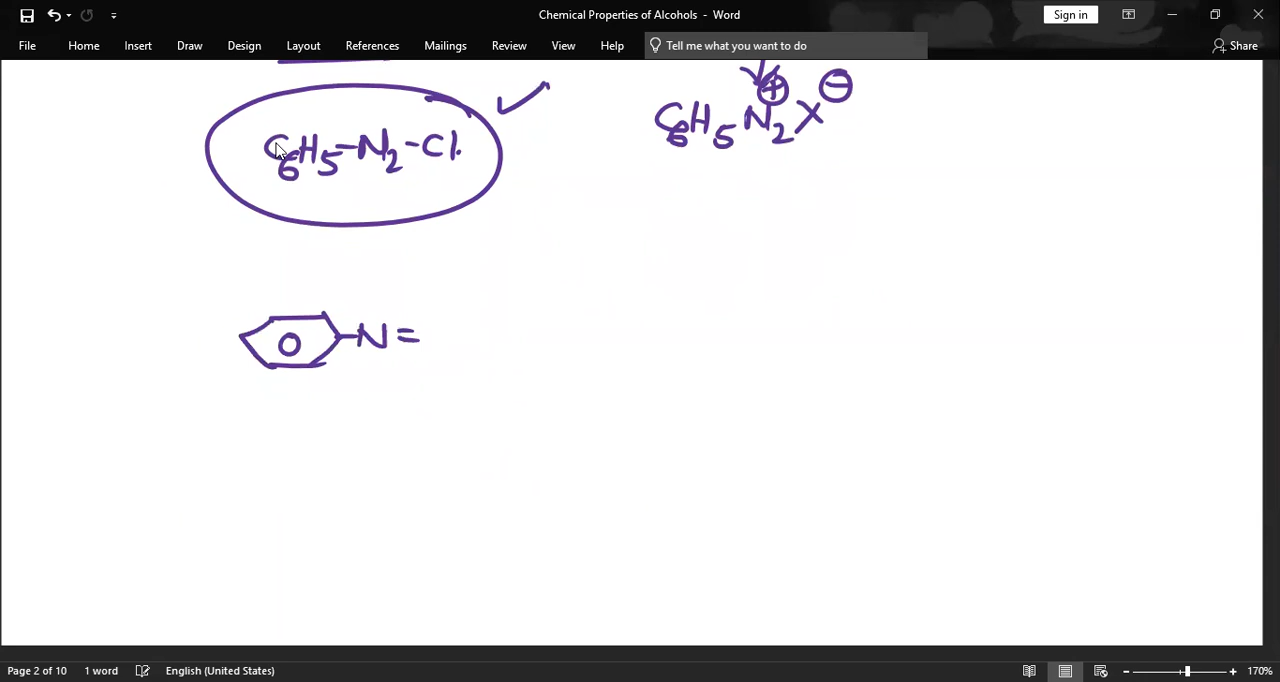 Chemical Properties of Alcohols - Word
Sign in
File Home Insert Draw Design Layout References Mailings Review View Help Tell me what you want to do Share
C₆H₅-N₂-Cl.
C₆H₅N₂X
⊕ ⊖
-N=
Page 2 of 10 1 word English (United States) 170%